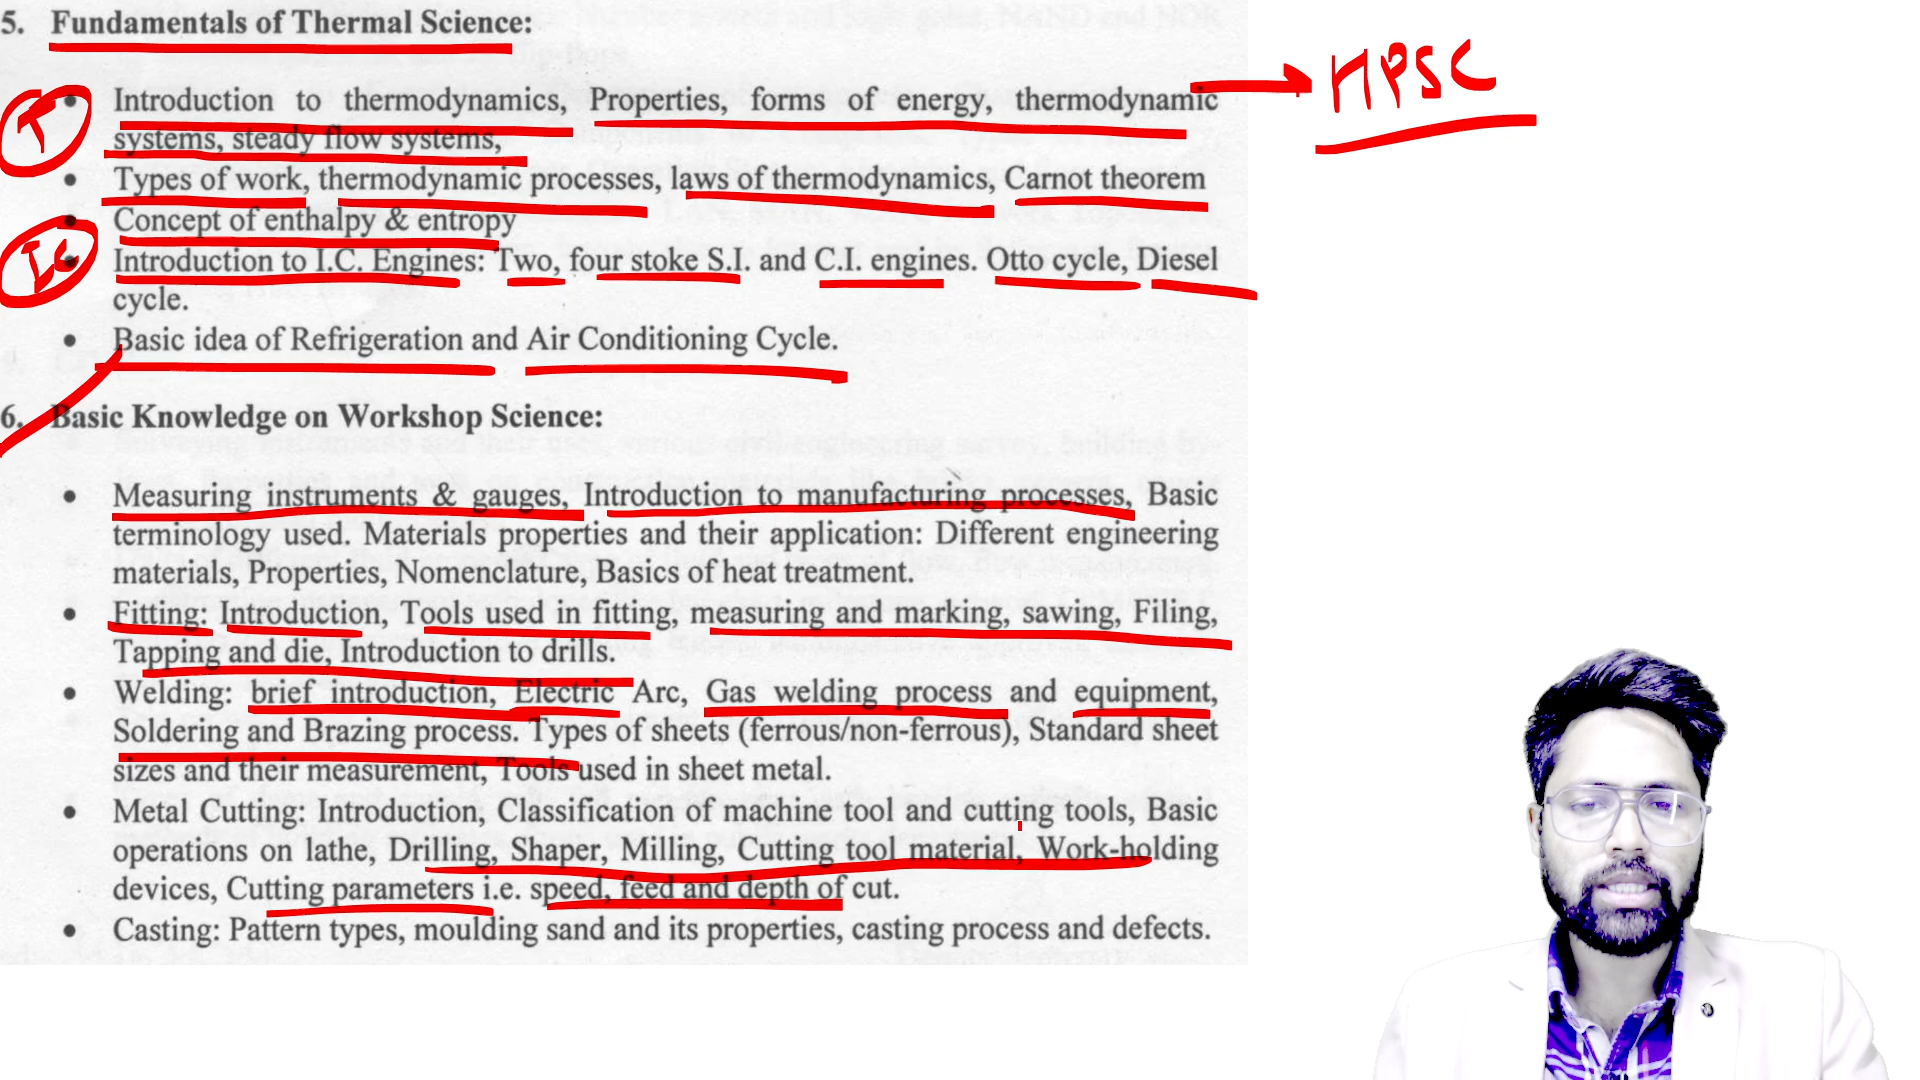 5. Fundamentals of Thermal Science:
HPSC
T
• Introduction to thermodynamics, Properties, forms of energy, thermodynamic
systems, steady flow systems,
• Types of work, thermodynamic processes, laws of thermodynamics, Carnot theorem
• Concept of enthalpy & entropy
IC
• Introduction to I.C. Engines: Two, four stoke S.I. and C.I. engines. Otto cycle, Diesel
cycle.
• Basic idea of Refrigeration and Air Conditioning Cycle.
6. Basic Knowledge on Workshop Science:
• Measuring instruments & gauges, Introduction to manufacturing processes, Basic
terminology used. Materials properties and their application: Different engineering
materials, Properties, Nomenclature, Basics of heat treatment.
• Fitting: Introduction, Tools used in fitting, measuring and marking, sawing, Filing,
Tapping and die, Introduction to drills.
• Welding: brief introduction, Electric Arc, Gas welding process and equipment,
Soldering and Brazing process. Types of sheets (ferrous/non-ferrous), Standard sheet
sizes and their measurement, Tools used in sheet metal.
• Metal Cutting: Introduction, Classification of machine tool and cutting tools, Basic
operations on lathe, Drilling, Shaper, Milling, Cutting tool material, Work-holding
devices, Cutting parameters i.e. speed, feed and depth of cut.
• Casting: Pattern types, moulding sand and its properties, casting process and defects.